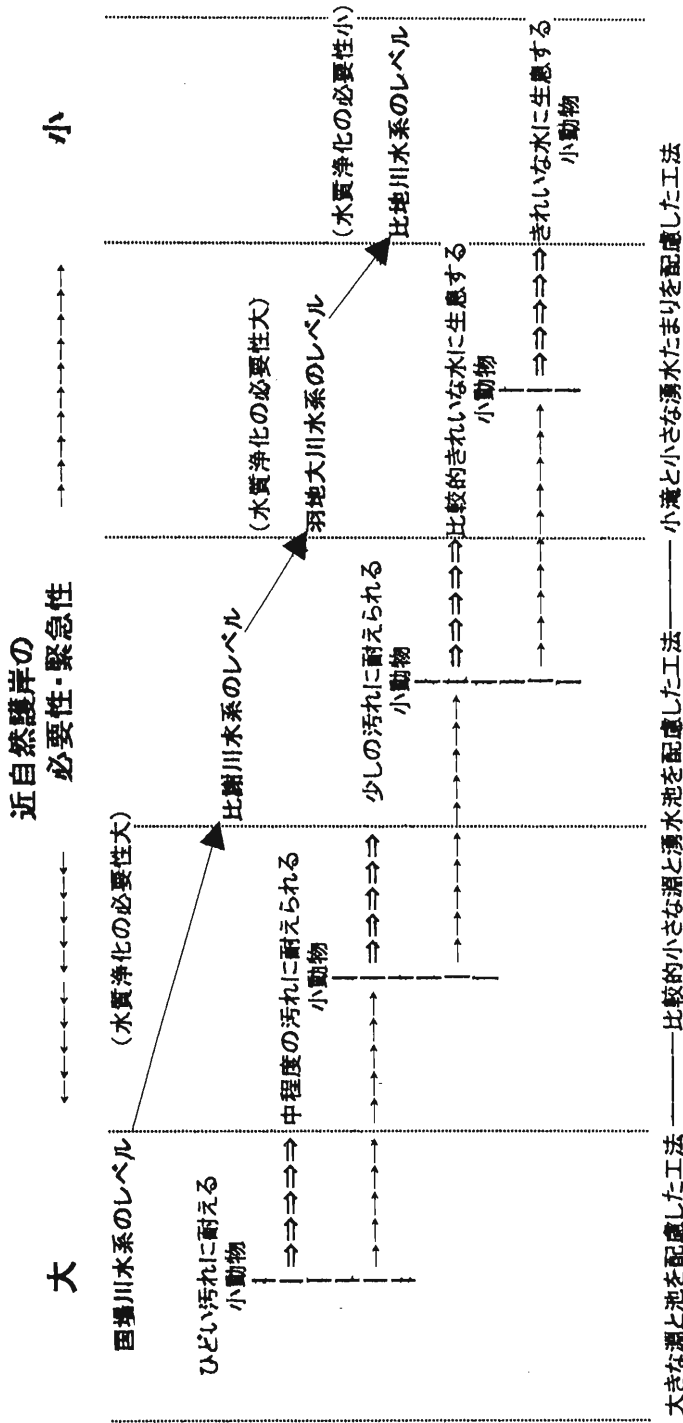 近自然護岸の
必要性・緊急性
大
小
国場川水系のレベル
(水質浄化の必要性大)
比謝川水系のレベル
(水質浄化の必要性大)
羽地大川水系のレベル
(水質浄化の必要性小)
比地川水系のレベル
ひどい汚れに耐える
小動物
中程度の汚れに耐えられる
小動物
少しの汚れに耐えられる
小動物
比較的きれいな水に生息する
小動物
きれいな水に生息する
小動物
大きな淵と池を配慮した工法―――比較的小さな淵と湧水池を配慮した工法―――小滝と小さな湧水たまりを配慮した工法